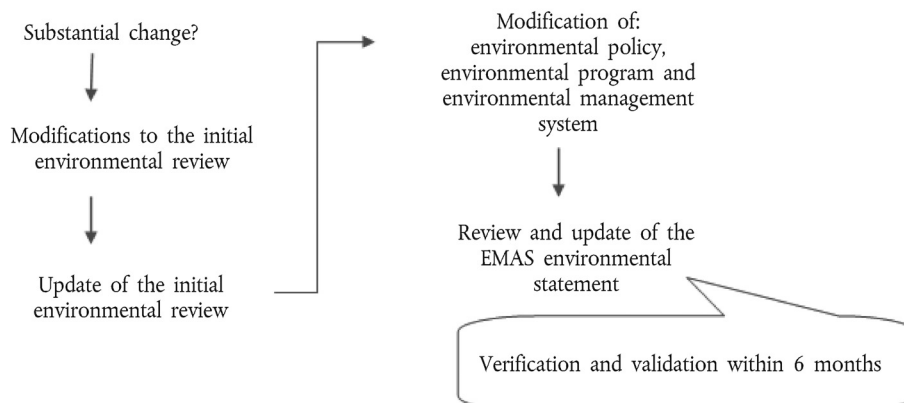 Substantial change?
Modifications to the initial
environmental review
Update of the initial
environmental review
Modification of:
environmental policy,
environmental program and
environmental management
system
Review and update of the
EMAS environmental
statement
Verification and validation within 6 months